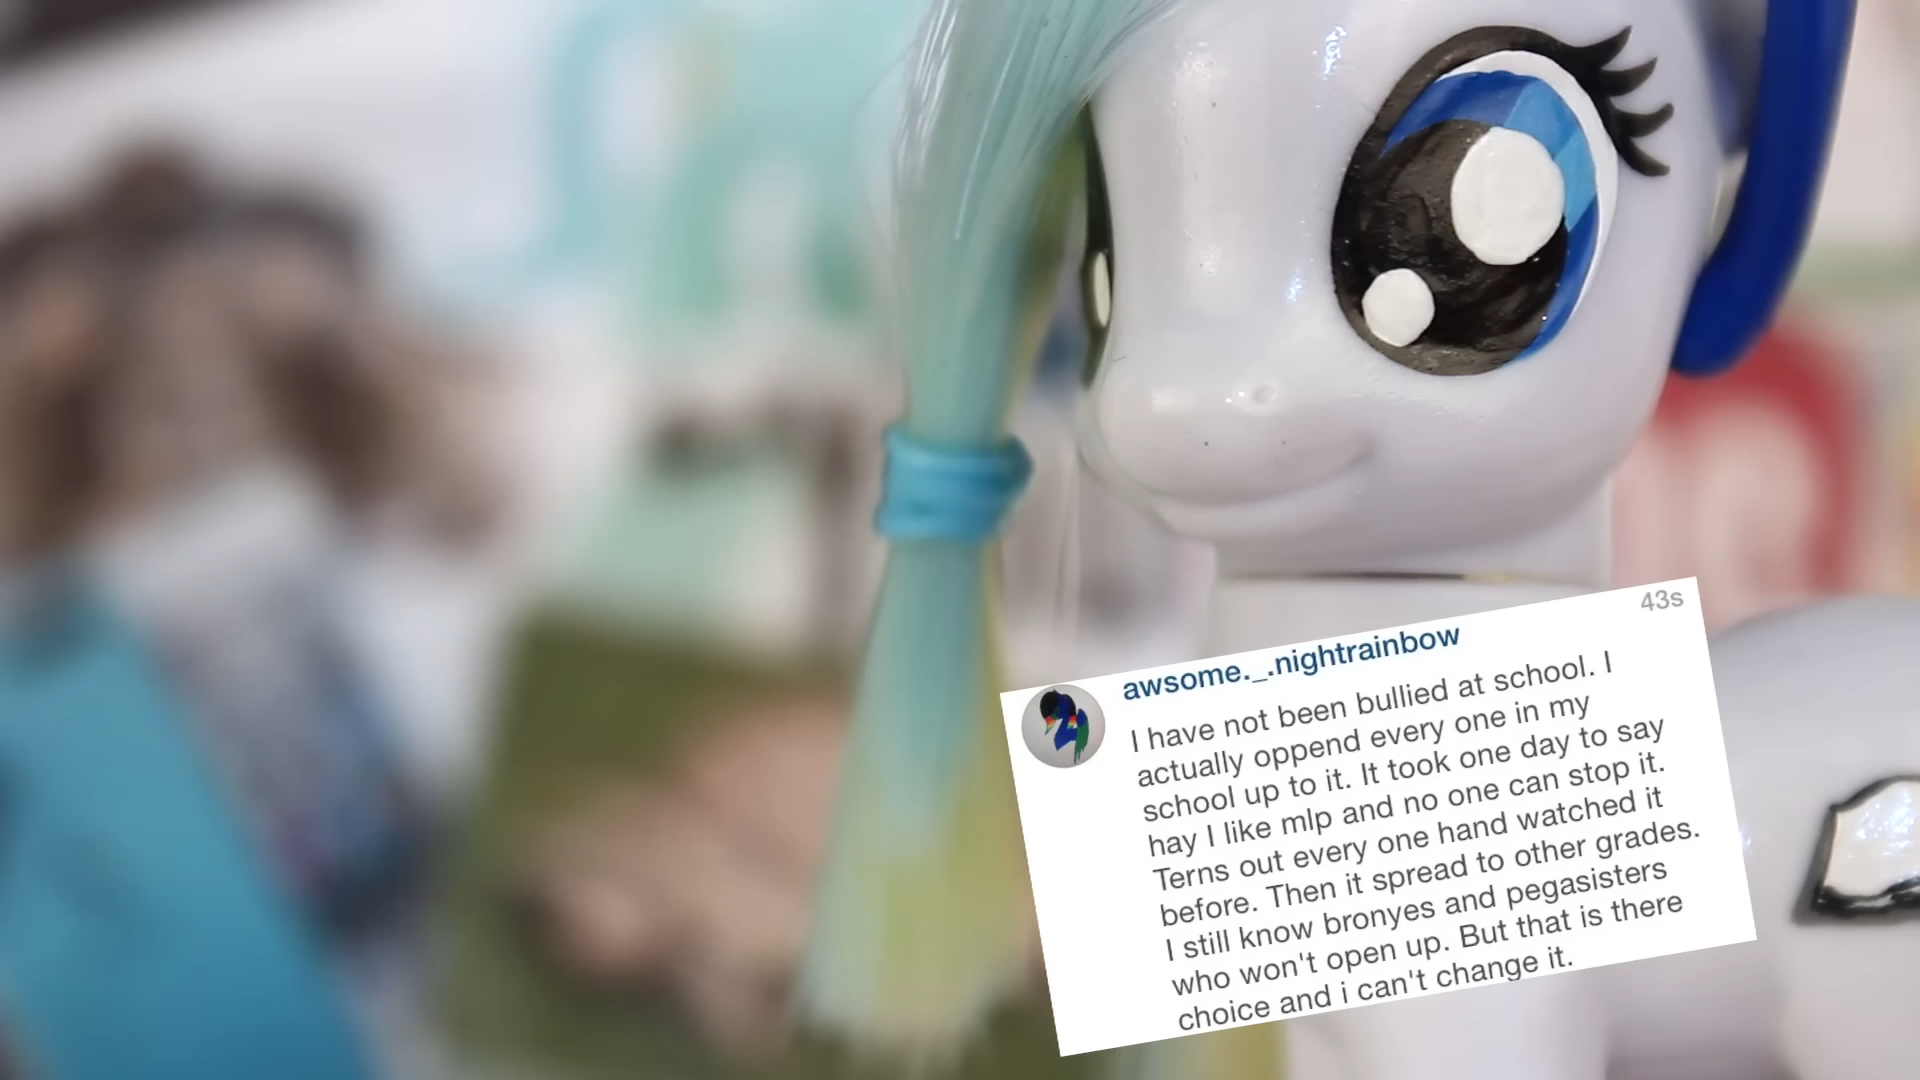 43s
awsome._.nightrainbow
I have not been bullied at school. I
actually oppend every one in my
school up to it. It took one day to say
hay I like mlp and no one can stop it.
Terns out every one hand watched it
before. Then it spread to other grades.
I still know bronyes and pegasisters
who won't open up. But that is there
choice and i can't change it.